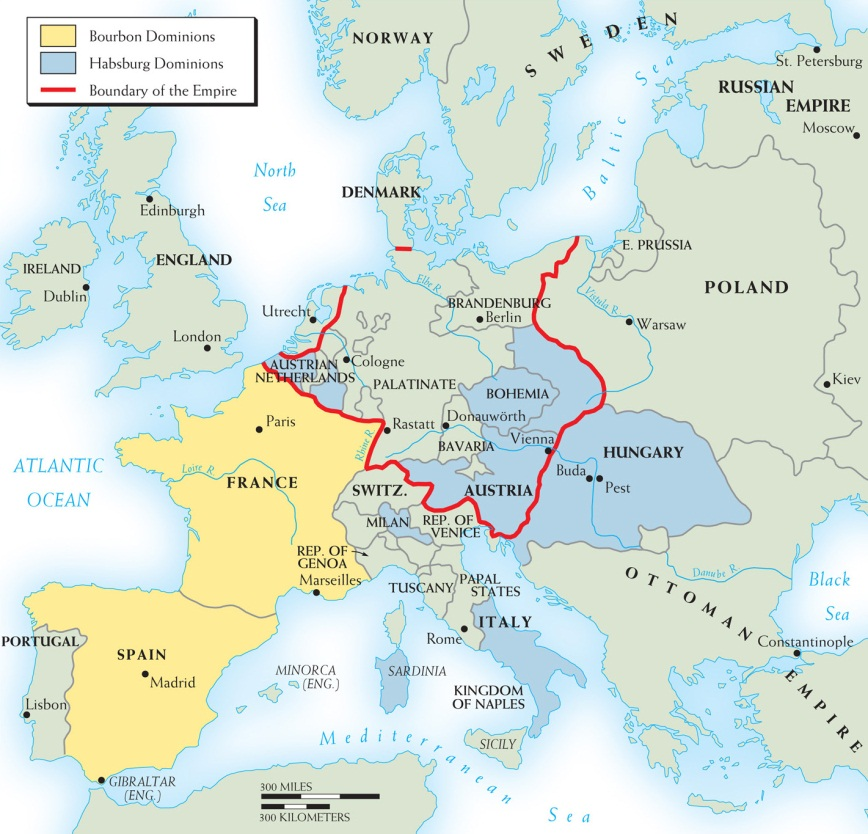 Bourbon Dominions
Habsburg Dominions
Boundary of the Empire
NORWAY
SWEDEN
St. Petersburg
RUSSIAN
EMPIRE
Moscow
Baltic Sea
North
Sea
DENMARK
Edinburgh
IRELAND
ENGLAND
Dublin
E. PRUSSIA
POLAND
Elbe R.
BRANDENBURG
Berlin
Vistula R.
Warsaw
Utrecht
London
AUSTRIAN
NETHERLANDS
Cologne
PALATINATE
BOHEMIA
Kiev
Paris
Rastatt
Donauwörth
Rhine R.
BAVARIA
Vienna
HUNGARY
ATLANTIC
OCEAN
Loire R.
FRANCE
SWITZ.
AUSTRIA
Buda
Pest
MILAN
REP. OF
VENICE
REP. OF
GENOA
Marseilles
TUSCANY
PAPAL
STATES
Danube R.
OTTOMAN EMPIRE
Black
Sea
ITALY
Rome
PORTUGAL
SPAIN
Madrid
Lisbon
MINORCA
(ENG.)
SARDINIA
KINGDOM
OF NAPLES
Constantinople
SICILY
Mediterranean Sea
GIBRALTAR
(ENG.)
300 MILES
300 KILOMETERS